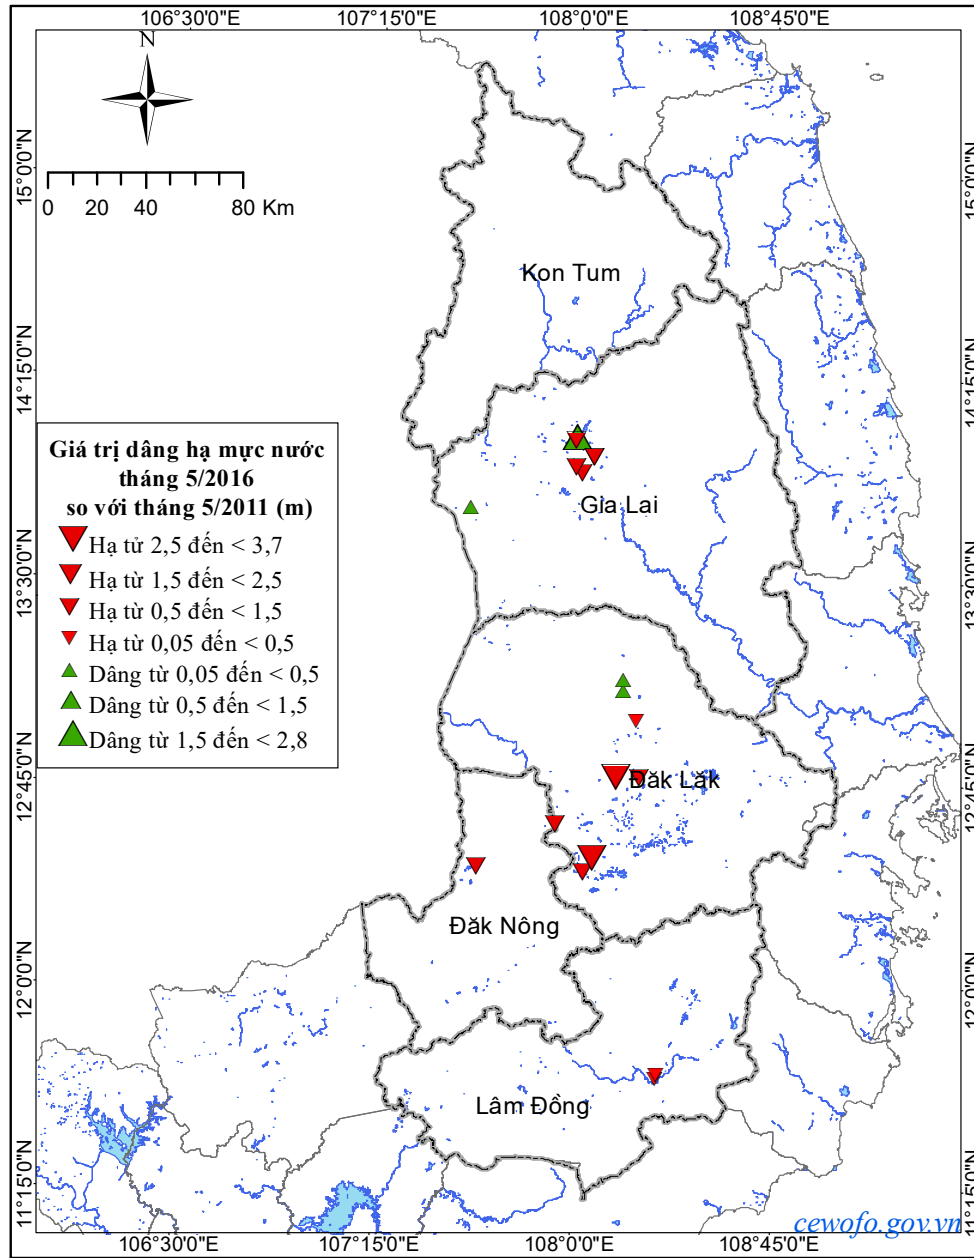 106°30'0"E 107°15'0"E 108°0'0"E 108°45'0"E
N
15°0'0"N
15°0'0"N
0 20 40 80 Km
Kon Tum
14°15'0"N
14°15'0"N
Giá trị dâng hạ mực nước
tháng 5/2016
so với tháng 5/2011 (m)
Hạ tử 2,5 đến < 3,7
Hạ từ 1,5 đến < 2,5
Hạ từ 0,5 đến < 1,5
Hạ từ 0,05 đến < 0,5
Dâng từ 0,05 đến < 0,5
Dâng từ 0,5 đến < 1,5
Dâng từ 1,5 đến < 2,8
Gia Lai
13°30'0"N
13°30'0"N
Đăk Lăk
12°45'0"N
12°45'0"N
Đăk Nông
12°0'0"N
12°0'0"N
Lâm Đồng
11°15'0"N
11°15'0"N
cewofo.gov.vn
106°30'0"E 107°15'0"E 108°0'0"E 108°45'0"E